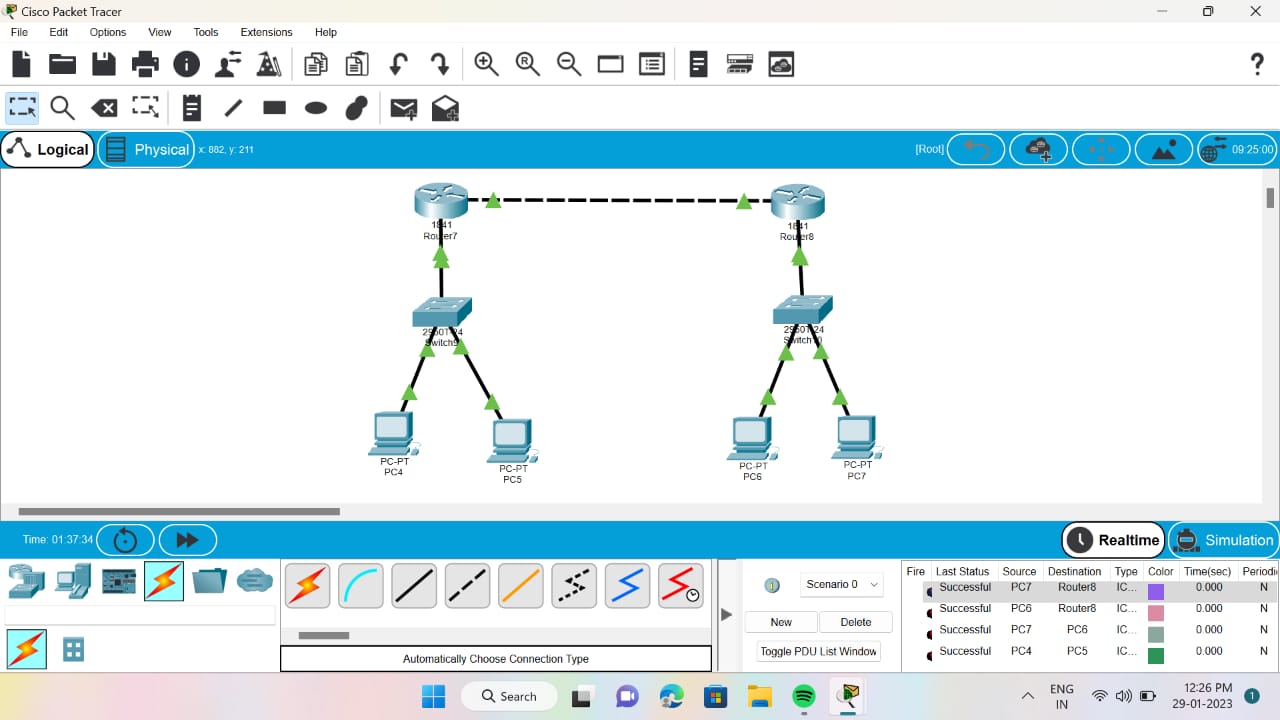 Cisco Packet Tracer
File Edit Options View Tools Extensions Help
Logical Physical x: 882, y: 211 [Root] 09:25:00
1841
Router7
1841
Router8
2950T-24
Switch9
2950T-24
PC-PT
PC4
PC-PT
PC5
PC-PT
PC6
PC-PT
PC7
Time: 01:37:34 Realtime Simulation
Scenario 0
New Delete
Toggle PDU List Window
Automatically Choose Connection Type
Fire Last Status Source Destination Type Color Time(sec) Periodi
Successful PC7 Router8 IC... 0.000 N
Successful PC6 Router8 IC... 0.000 N
Successful PC7 PC6 IC... 0.000 N
Successful PC4 PC5 IC... 0.000 N
Search
ENG
IN
12:26 PM
29-01-2023
1